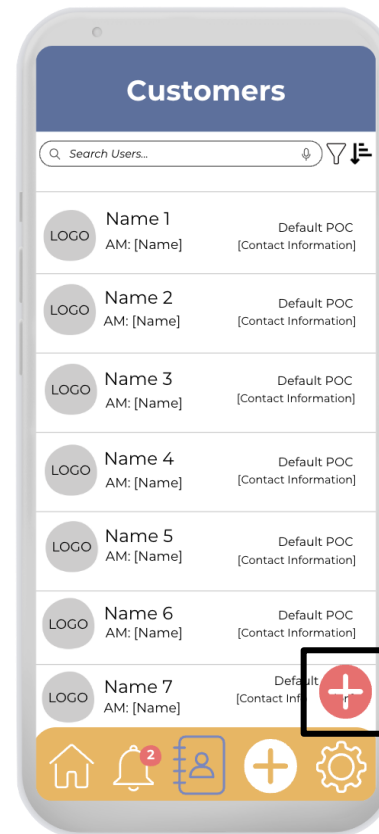 Customers
Search Users...
LOGO
Name 1
AM: [Name]
Default POC
[Contact Information]
LOGO
Name 2
AM: [Name]
Default POC
[Contact Information]
LOGO
Name 3
AM: [Name]
Default POC
[Contact Information]
LOGO
Name 4
AM: [Name]
Default POC
[Contact Information]
LOGO
Name 5
AM: [Name]
Default POC
[Contact Information]
LOGO
Name 6
AM: [Name]
Default POC
[Contact Information]
LOGO
Name 7
AM: [Name]
Default
[Contact
2